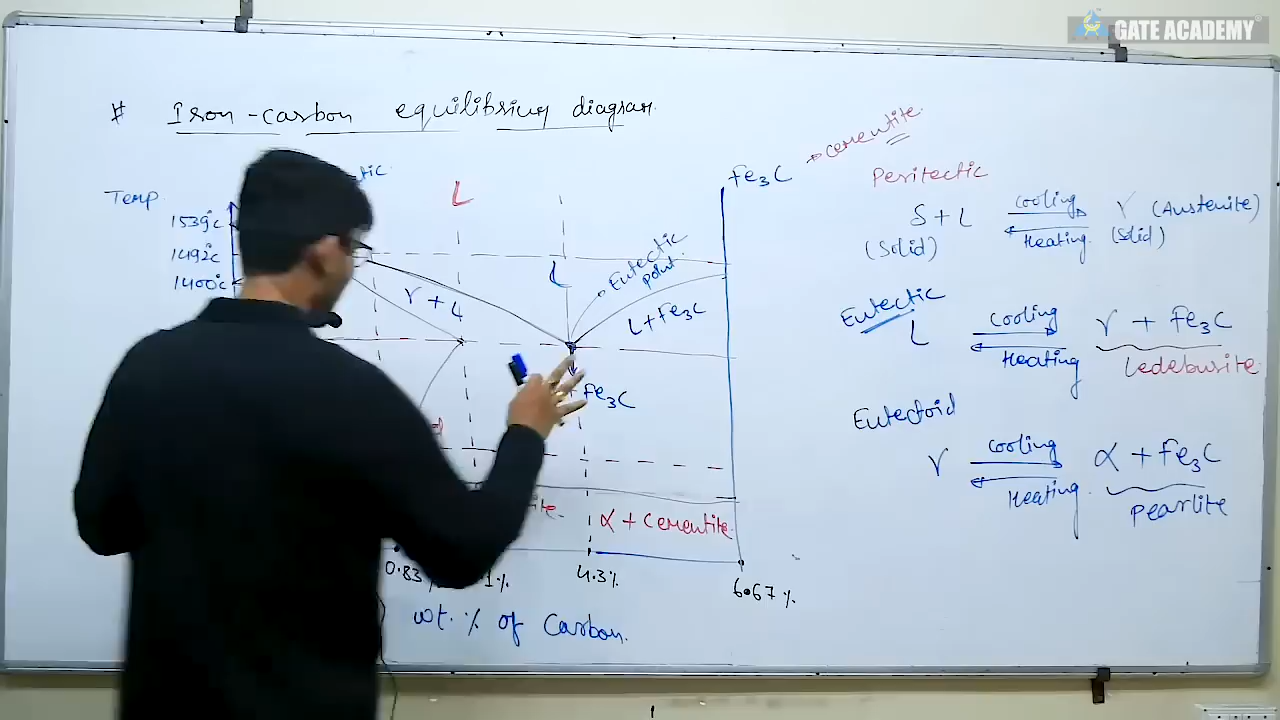 GATE ACADEMY
# Iron-carbon equilibrium diagram.
Fe₃C → cementite
Temp
1539°C
1492°C
1400°C
L
L
γ + L
Eutectic point
L + Fe₃C
Fe₃C
α + Cementite
0.83
1%
4.3%
6.67 %
wt. % of Carbon.
Peritectic
δ + L cooling γ (Austenite)
(Solid) Heating (Solid)
Eutectic
L cooling γ + Fe₃C
Heating Ledeburite
Eutectoid
γ cooling α + Fe₃C
Heating. pearlite